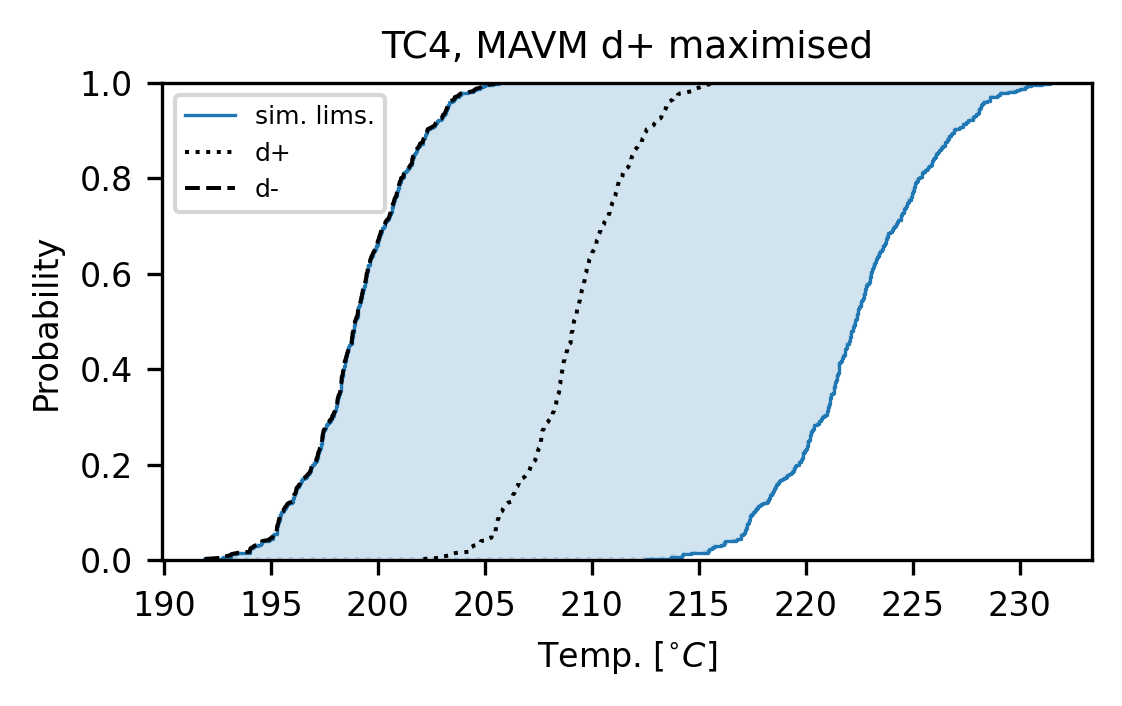 TC4, MAVM d+ maximised
sim. lims.
d+
d-
Probability
1.0
0.8
0.6
0.4
0.2
0.0
190 195 200 205 210 215 220 225 230
Temp. [°C]